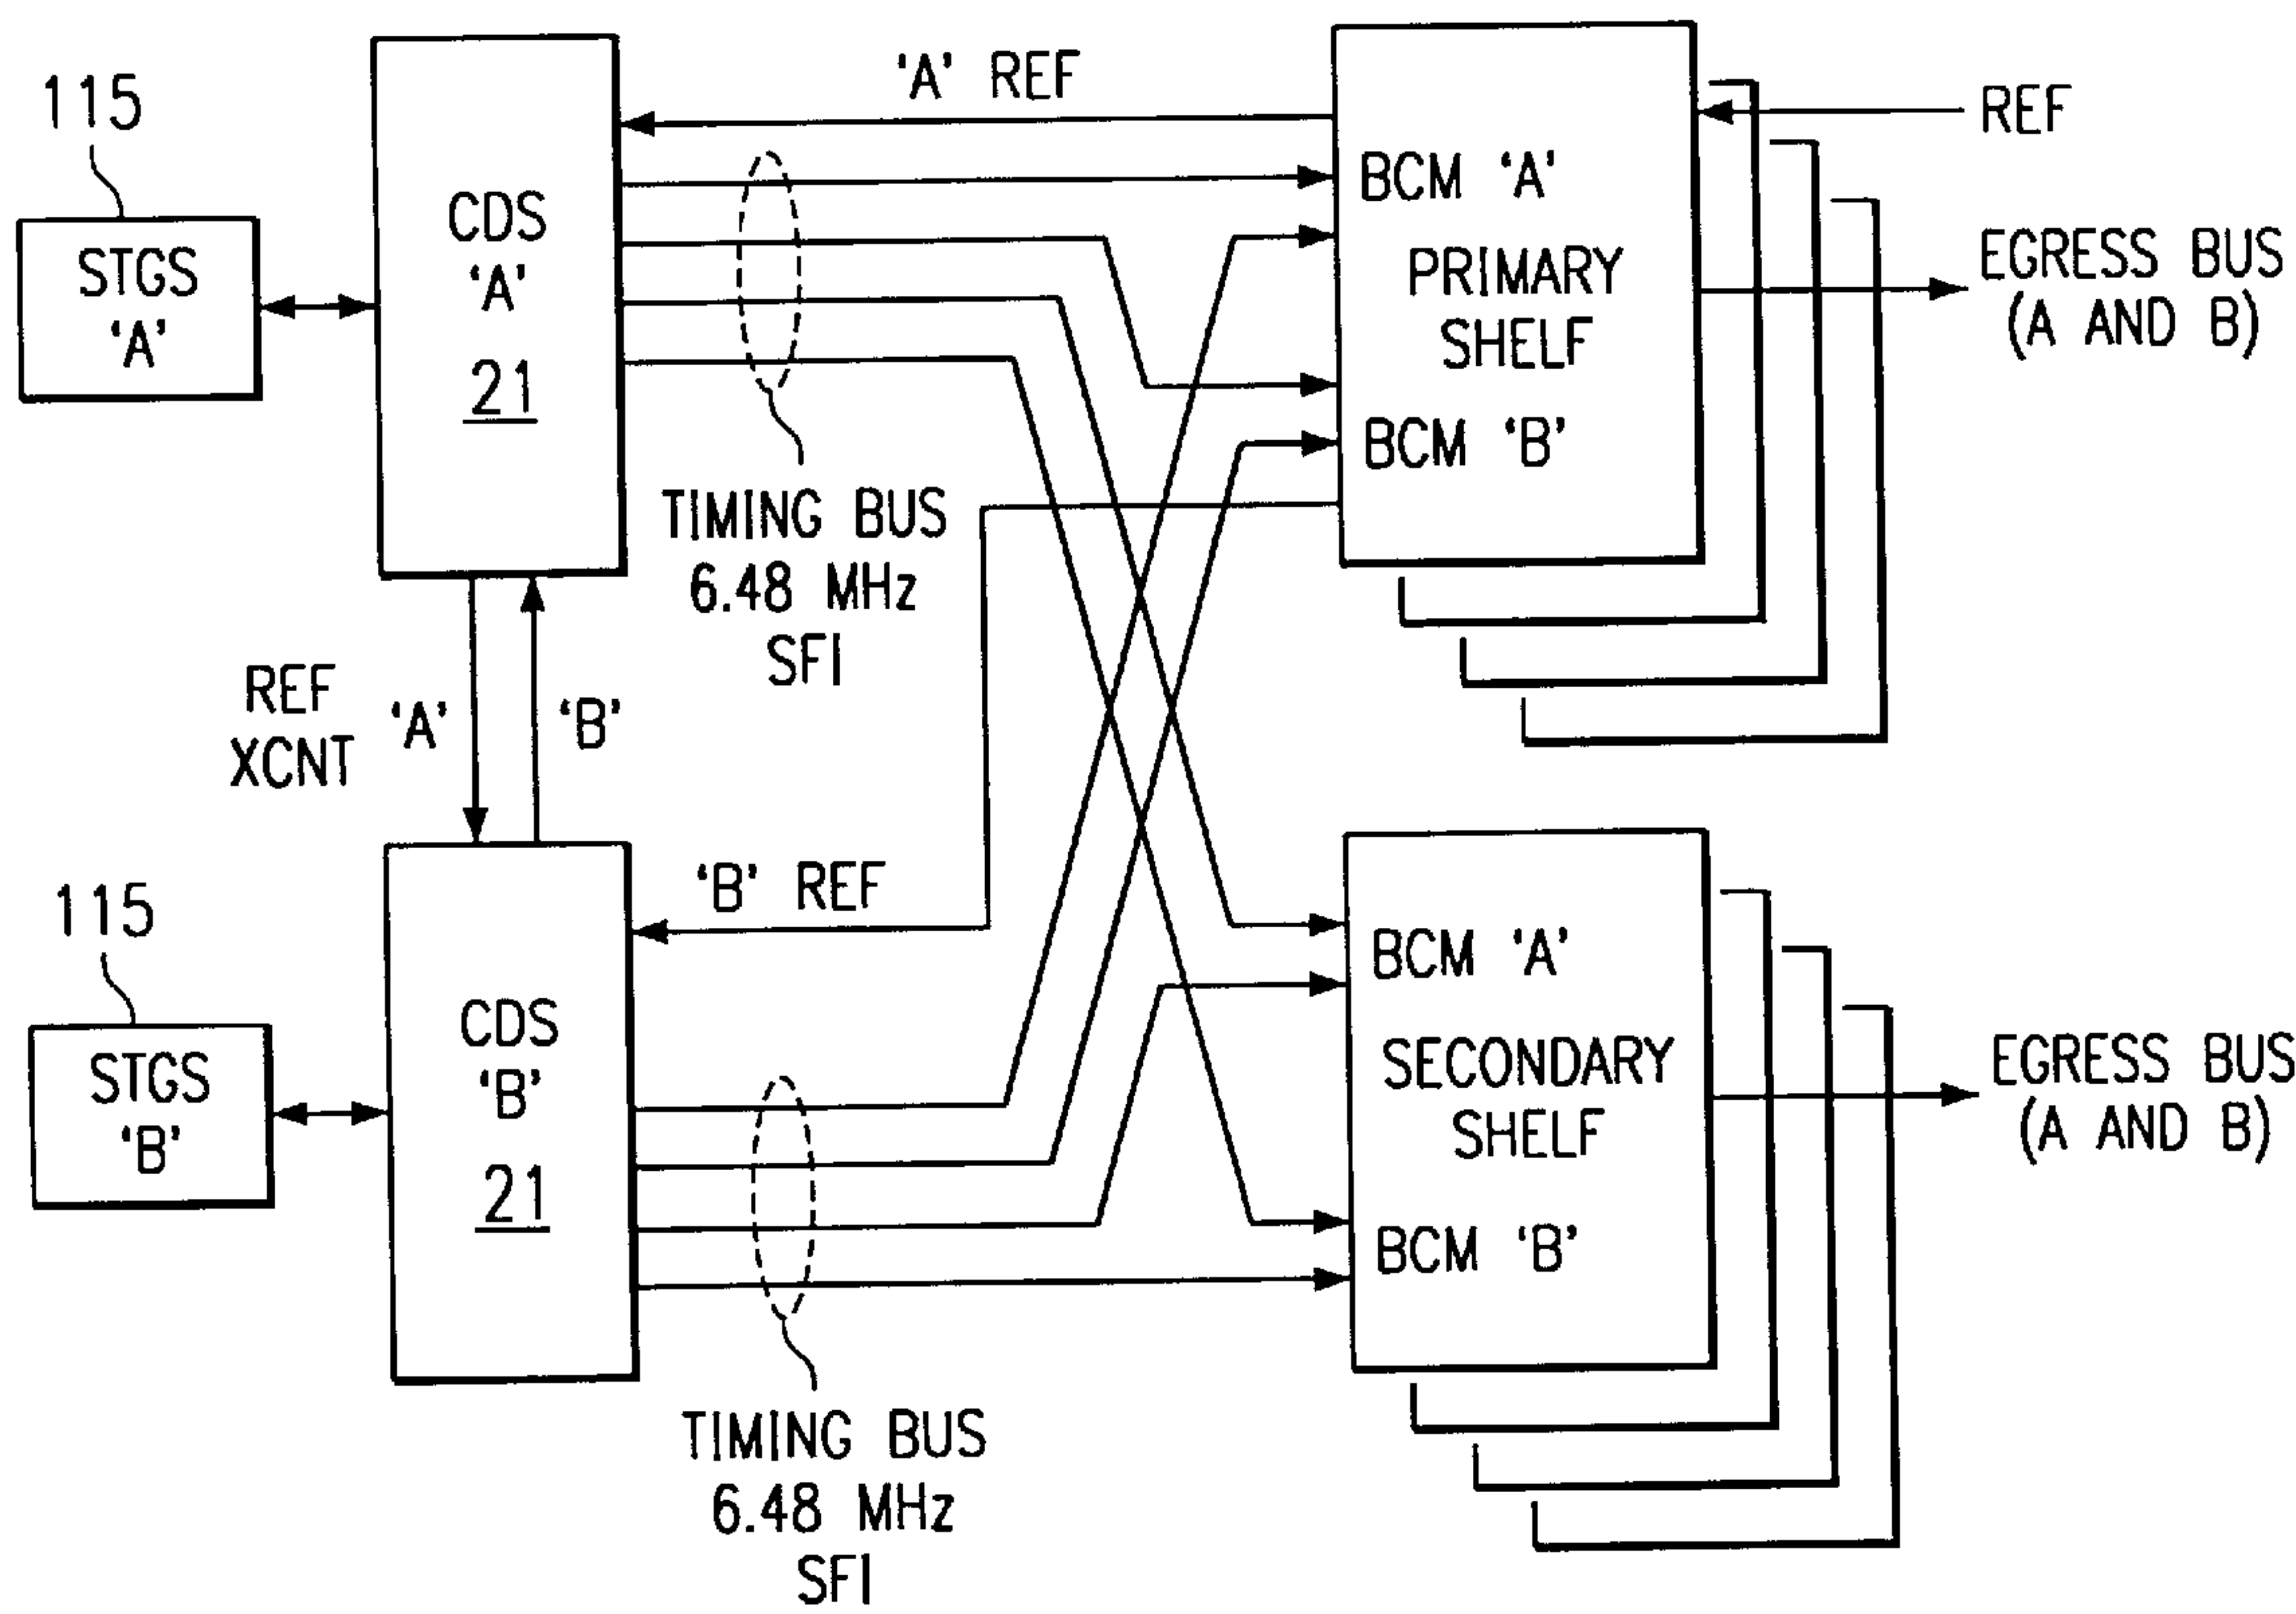 115
STGS
'A'
CDS
'A'
21
'A' REF
BCM 'A'
PRIMARY
SHELF
BCM 'B'
REF
EGRESS BUS
(A AND B)
TIMING BUS
6.48 MHz
SFI
REF
XCNT
'A'
'B'
115
STGS
'B'
CDS
'B'
21
'B' REF
BCM 'A'
SECONDARY
SHELF
BCM 'B'
EGRESS BUS
(A AND B)
TIMING BUS
6.48 MHz
SFI